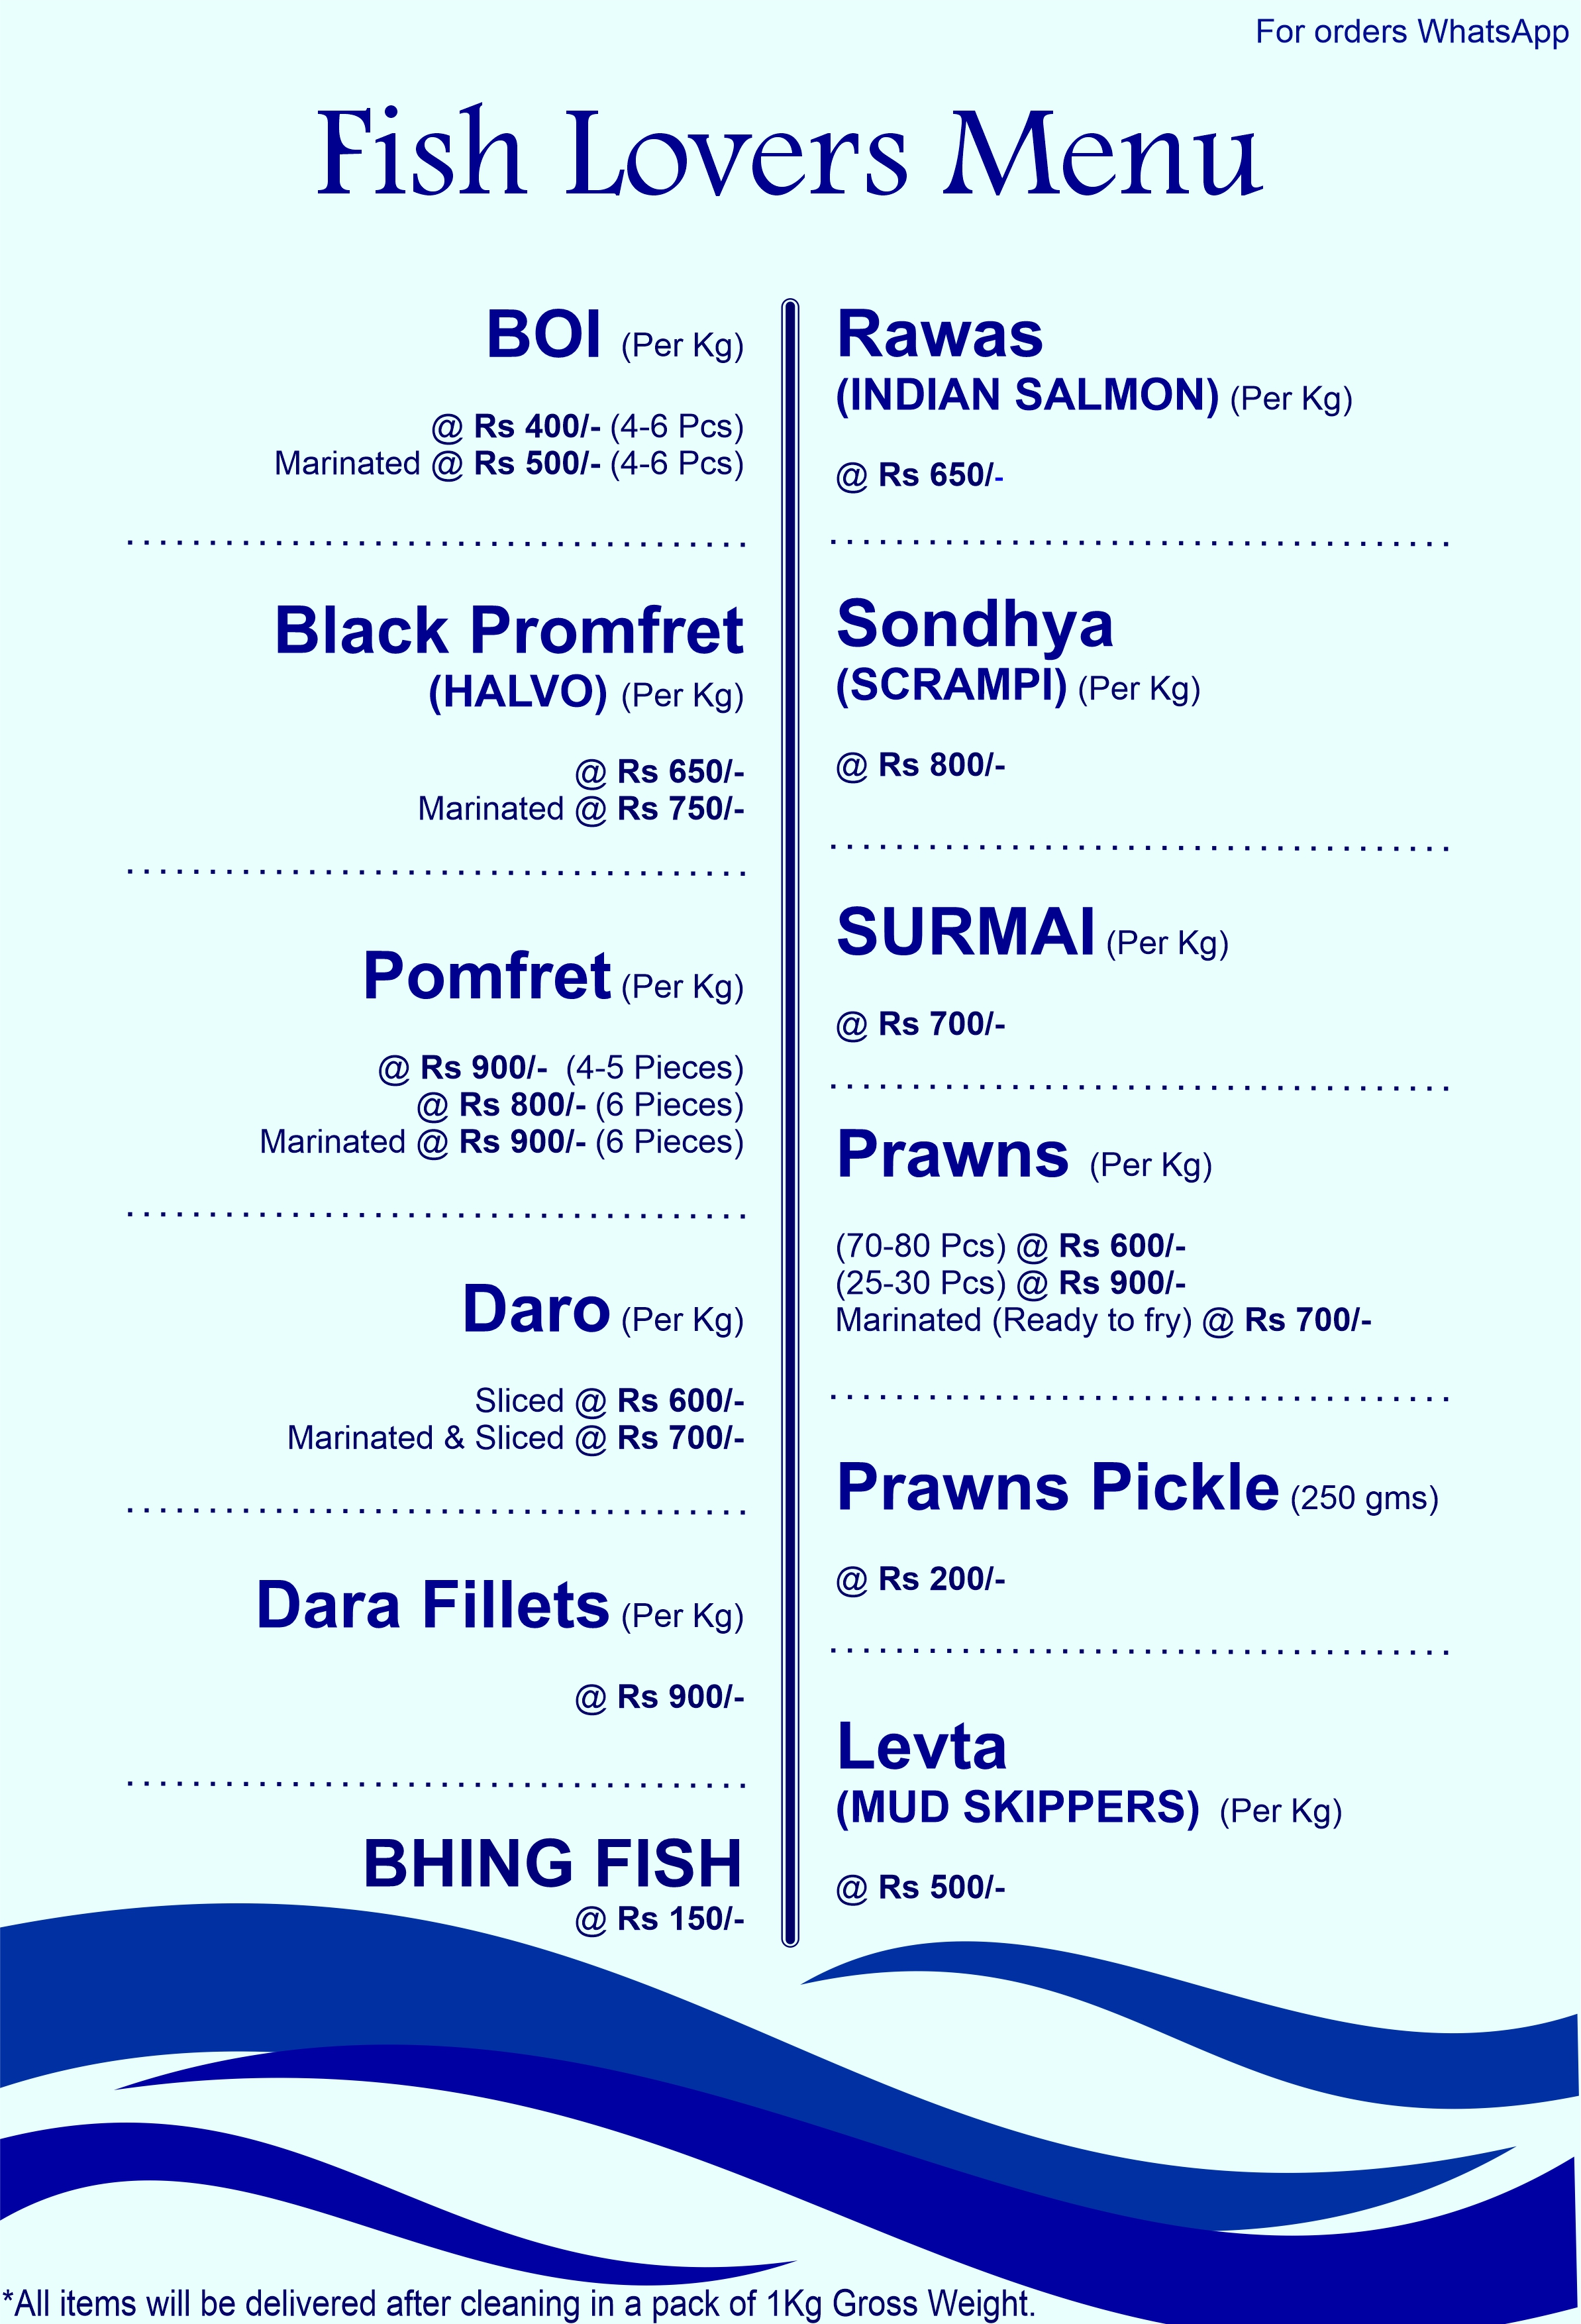 For orders WhatsApp
Fish Lovers Menu
BOI (Per Kg)
@ Rs 400/- (4-6 Pcs)
Marinated @ Rs 500/- (4-6 Pcs)
Black Promfret
(HALVO) (Per Kg)
@ Rs 650/-
Marinated @ Rs 750/-
Pomfret (Per Kg)
@ Rs 900/- (4-5 Pieces)
@ Rs 800/- (6 Pieces)
Marinated @ Rs 900/- (6 Pieces)
Daro (Per Kg)
Sliced @ Rs 600/-
Marinated & Sliced @ Rs 700/-
Dara Fillets (Per Kg)
@ Rs 900/-
BHING FISH
@ Rs 150/-
Rawas
(INDIAN SALMON) (Per Kg)
@ Rs 650/-
Sondhya
(SCRAMPI) (Per Kg)
@ Rs 800/-
SURMAI (Per Kg)
@ Rs 700/-
Prawns (Per Kg)
(70-80 Pcs) @ Rs 600/-
(25-30 Pcs) @ Rs 900/-
Marinated (Ready to fry) @ Rs 700/-
Prawns Pickle (250 gms)
@ Rs 200/-
Levta
(MUD SKIPPERS) (Per Kg)
@ Rs 500/-
*All items will be delivered after cleaning in a pack of 1Kg Gross Weight.